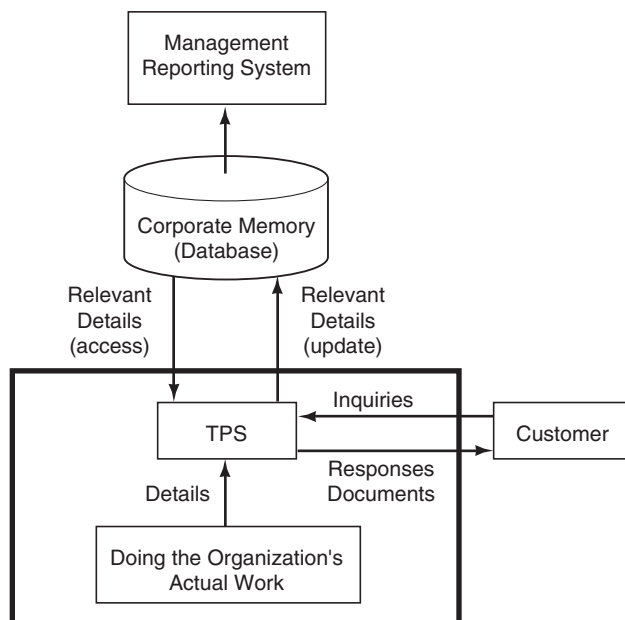 Management
Reporting System
Corporate Memory
(Database)
Relevant
Details
(access)
Relevant
Details
(update)
Inquiries
TPS
Customer
Responses
Documents
Details
Doing the Organization's
Actual Work